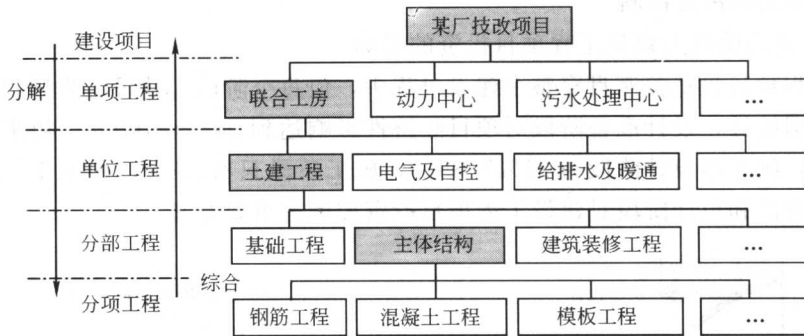 某厂技改项目
建设项目
分解
单项工程
联合工房
动力中心
污水处理中心
...
单位工程
土建工程
电气及自控
给排水及暖通
...
分部工程
基础工程
主体结构
建筑装修工程
...
综合
分项工程
钢筋工程
混凝土工程
模板工程
...